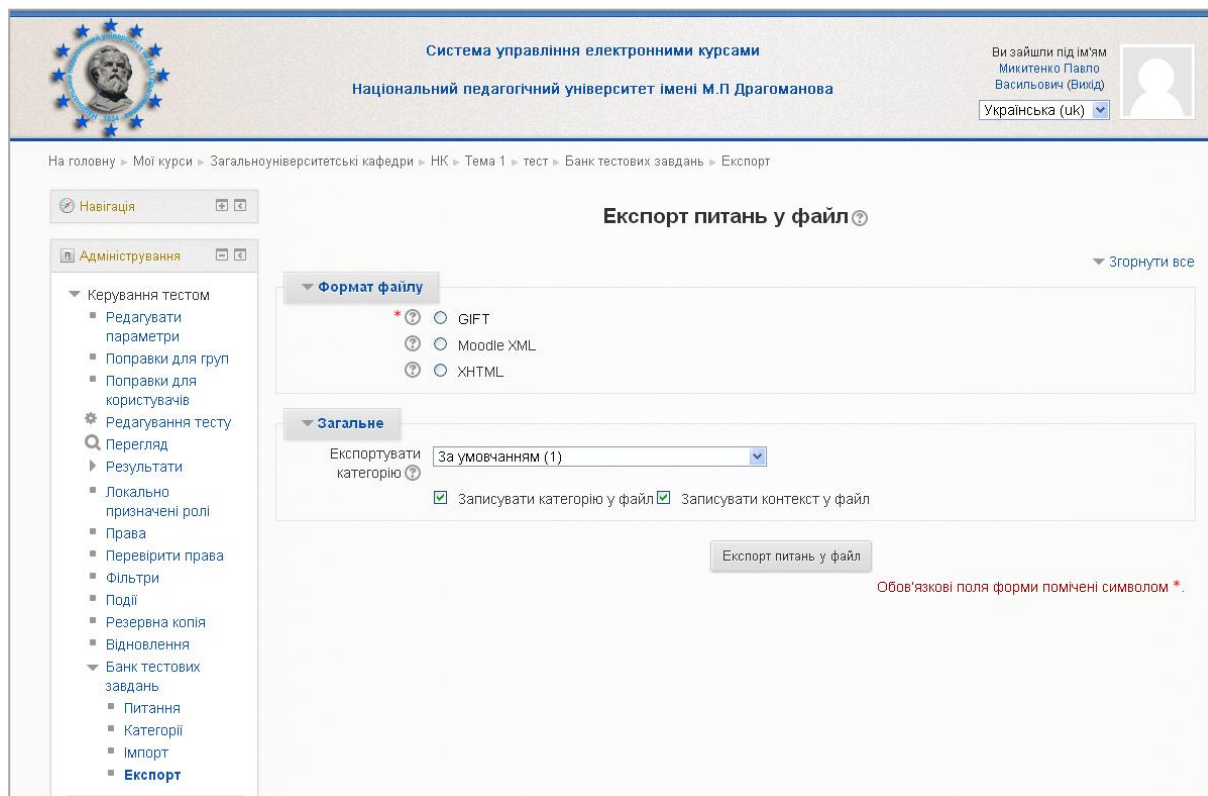 Система управління електронними курсами
Національний педагогічний університет імені М.П Драгоманова
Ви зайшли під ім'ям
Микитенко Павло
Васильович (Вихід)
Українська (uk)
На головну ► Мої курси ► Загальноуніверситетські кафедри ► НК ► Тема 1 ► тест ► Банк тестових завдань ► Експорт
Навігація
Адміністрування
Керування тестом
Редагувати
параметри
Поправки для груп
Поправки для
користувачів
Редагування тесту
Перегляд
Результати
Локально
призначені ролі
Права
Перевірити права
Фільтри
Події
Резервна копія
Відновлення
Банк тестових
завдань
Питання
Категорії
Імпорт
Експорт
Експорт питань у файл
Згорнути все
Формат файлу
* GIFT
Moodle XML
XHTML
Загальне
Експортувати
категорію
За умовчанням (1)
Записувати категорію у файл Записувати контекст у файл
Експорт питань у файл
Обов'язкові поля форми помічені символом *.